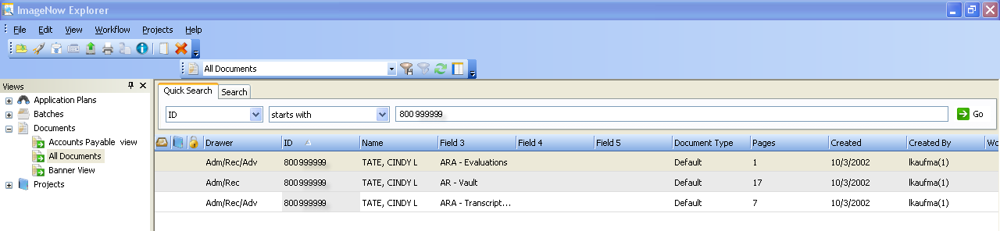 ImageNow Explorer
File Edit View Workflow Projects Help
All Documents
Views
Application Plans
Batches
Documents
Accounts Payable view
All Documents
Banner View
Projects
Quick Search Search
ID starts with 800 999999 Go
Drawer ID Name Field 3 Field 4 Field 5 Document Type Pages Created Created By Wo
Adm/Rec/Adv 800999999 TATE, CINDY L ARA - Evaluations Default 1 10/3/2002 lkaufma(1)
Adm/Rec 800999999 TATE, CINDY L AR - Vault Default 17 10/3/2002 lkaufma(1)
Adm/Rec/Adv 800999999 TATE, CINDY L ARA - Transcript... Default 7 10/3/2002 lkaufma(1)